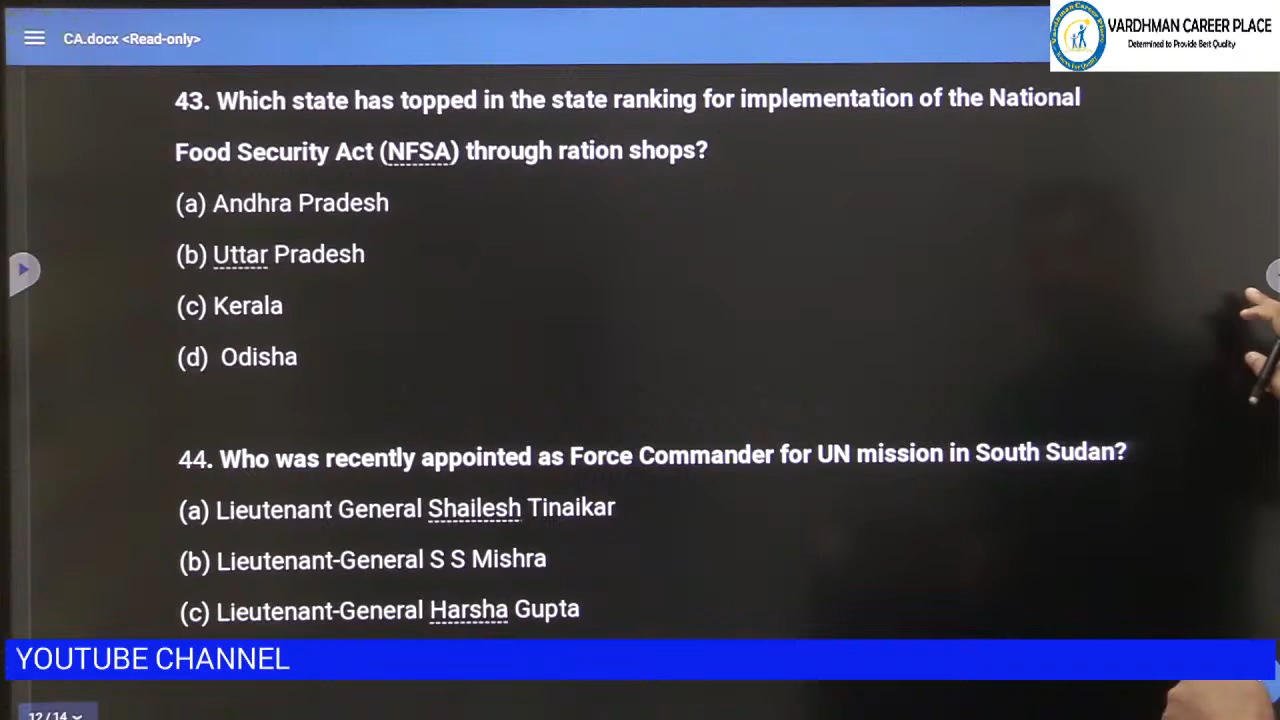 CA.docx <Read-only>
VARDHMAN CAREER PLACE
Determined to Provide Bert Quality
43. Which state has topped in the state ranking for implementation of the National
Food Security Act (NFSA) through ration shops?
(a) Andhra Pradesh
(b) Uttar Pradesh
(c) Kerala
(d) Odisha
44. Who was recently appointed as Force Commander for UN mission in South Sudan?
(a) Lieutenant General Shailesh Tinaikar
(b) Lieutenant-General S S Mishra
(c) Lieutenant-General Harsha Gupta
YOUTUBE CHANNEL
12/14